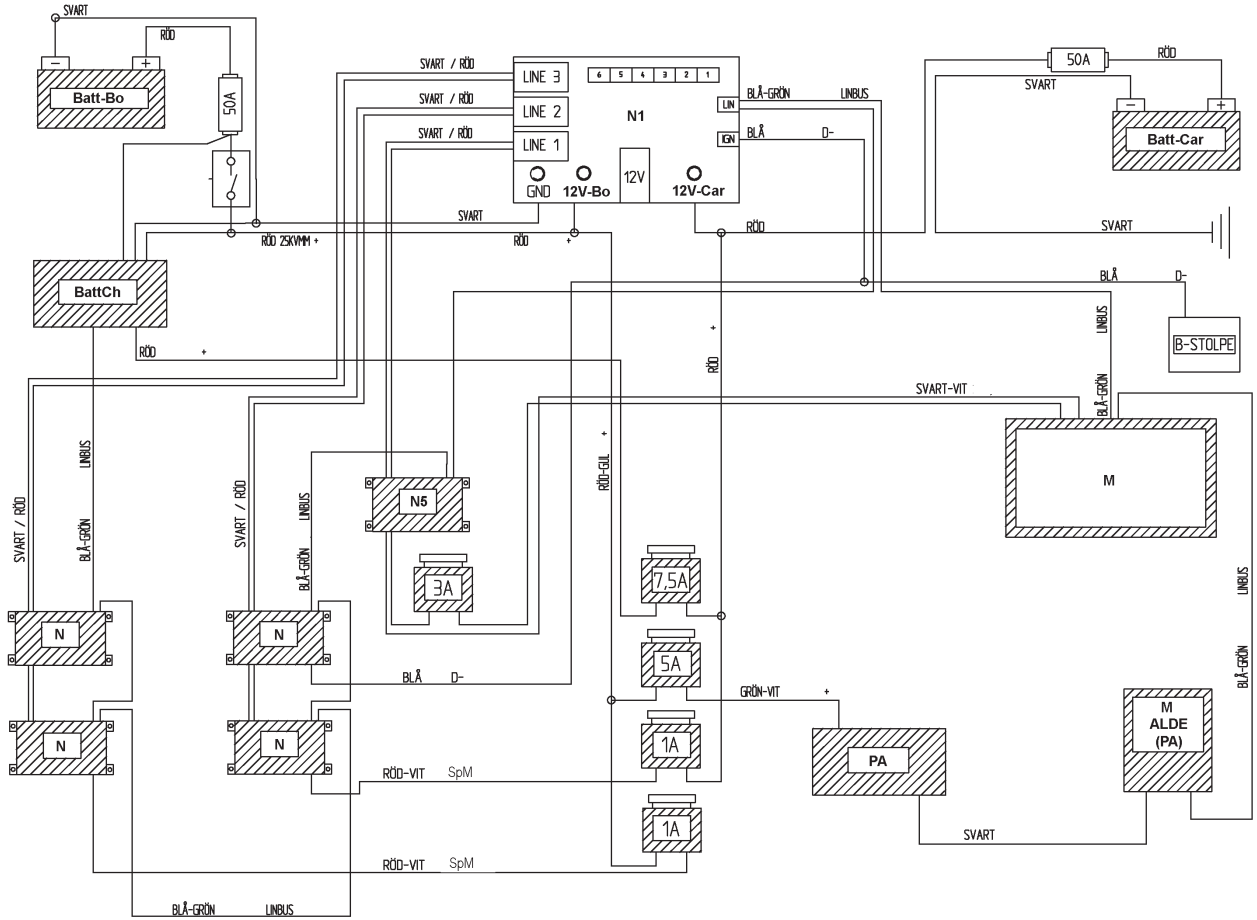 SVART
RÖD
- +
Batt-Bo
50A
SVART / RÖD
LINE 3
6 5 4 3 2 1
SVART / RÖD
LINE 2
N1
SVART / RÖD
LINE 1
LIN
BLÅ-GRÖN LINBUS
IGN
BLÅ D-
GND
12V-Bo
12V
12V-Car
50A
RÖD
SVART
- +
Batt-Car
SVART
RÖD 25KVMM +
RÖD +
RÖD
SVART
BattCh
BLÅ D-
B-STOLPE
RÖD +
RÖD +
LINBUS
BLÅ-GRÖN
SVART-VIT
M
SVART / RÖD
BLÅ-GRÖN LINBUS
SVART / RÖD
BLÅ-GRÖN LINBUS
N5
3A
RÖD-GUL +
7,5A
5A
1A
1A
N
N
N
N
BLÅ D-
GRÖN-VIT +
PA
M
ALDE
(PA)
BLÅ-GRÖN LINBUS
RÖD-VIT SpM
SVART
RÖD-VIT SpM
BLÅ-GRÖN LINBUS